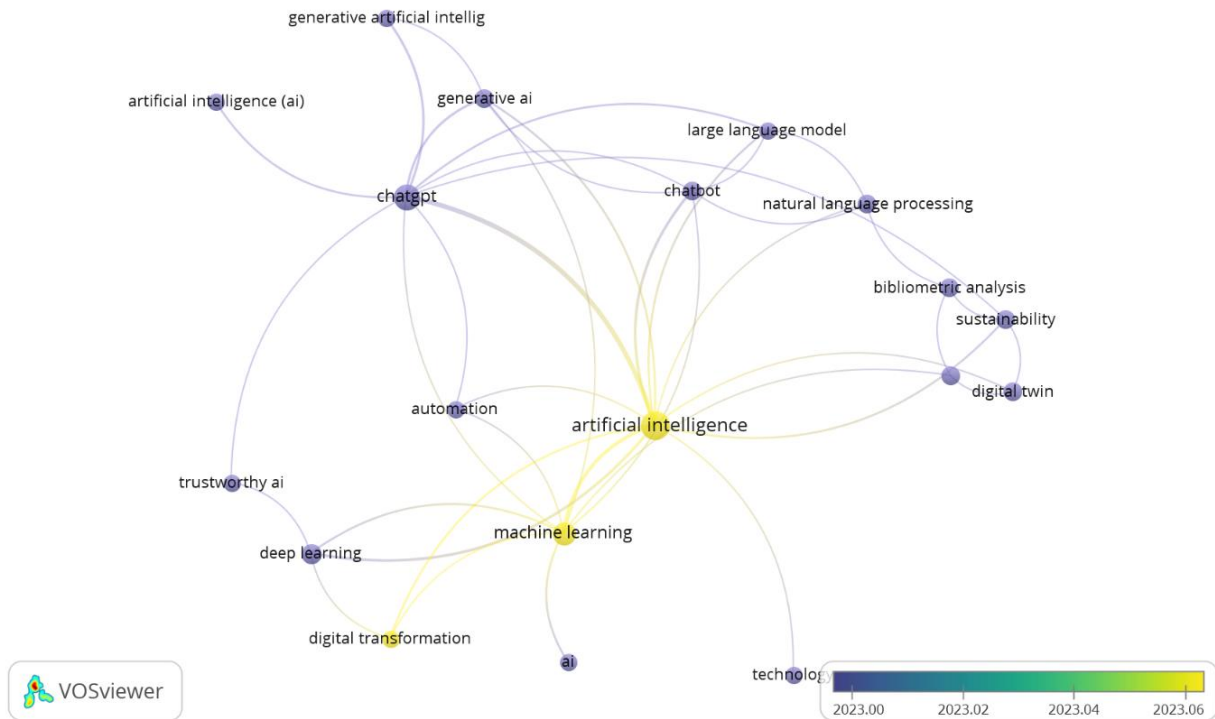 generative artificial intellig
generative ai
artificial intelligence (ai)
large language model
chatbot
chatgpt
natural language processing
bibliometric analysis
sustainability
digital twin
automation
artificial intelligence
trustworthy ai
machine learning
deep learning
digital transformation
ai
technology
VOSviewer
2023.00 2023.02 2023.04 2023.06